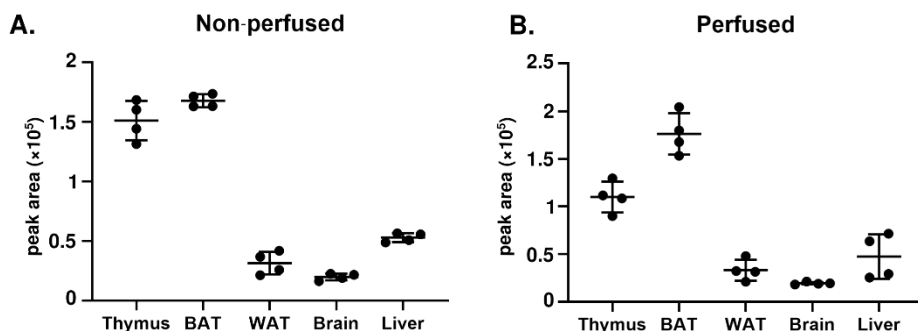 A.
Non-perfused
peak area (×10⁵)
2
1.5
1
0.5
0
Thymus BAT WAT Brain Liver
B.
Perfused
peak area (×10⁵)
2.5
2
1.5
1
0.5
0
Thymus BAT WAT Brain Liver